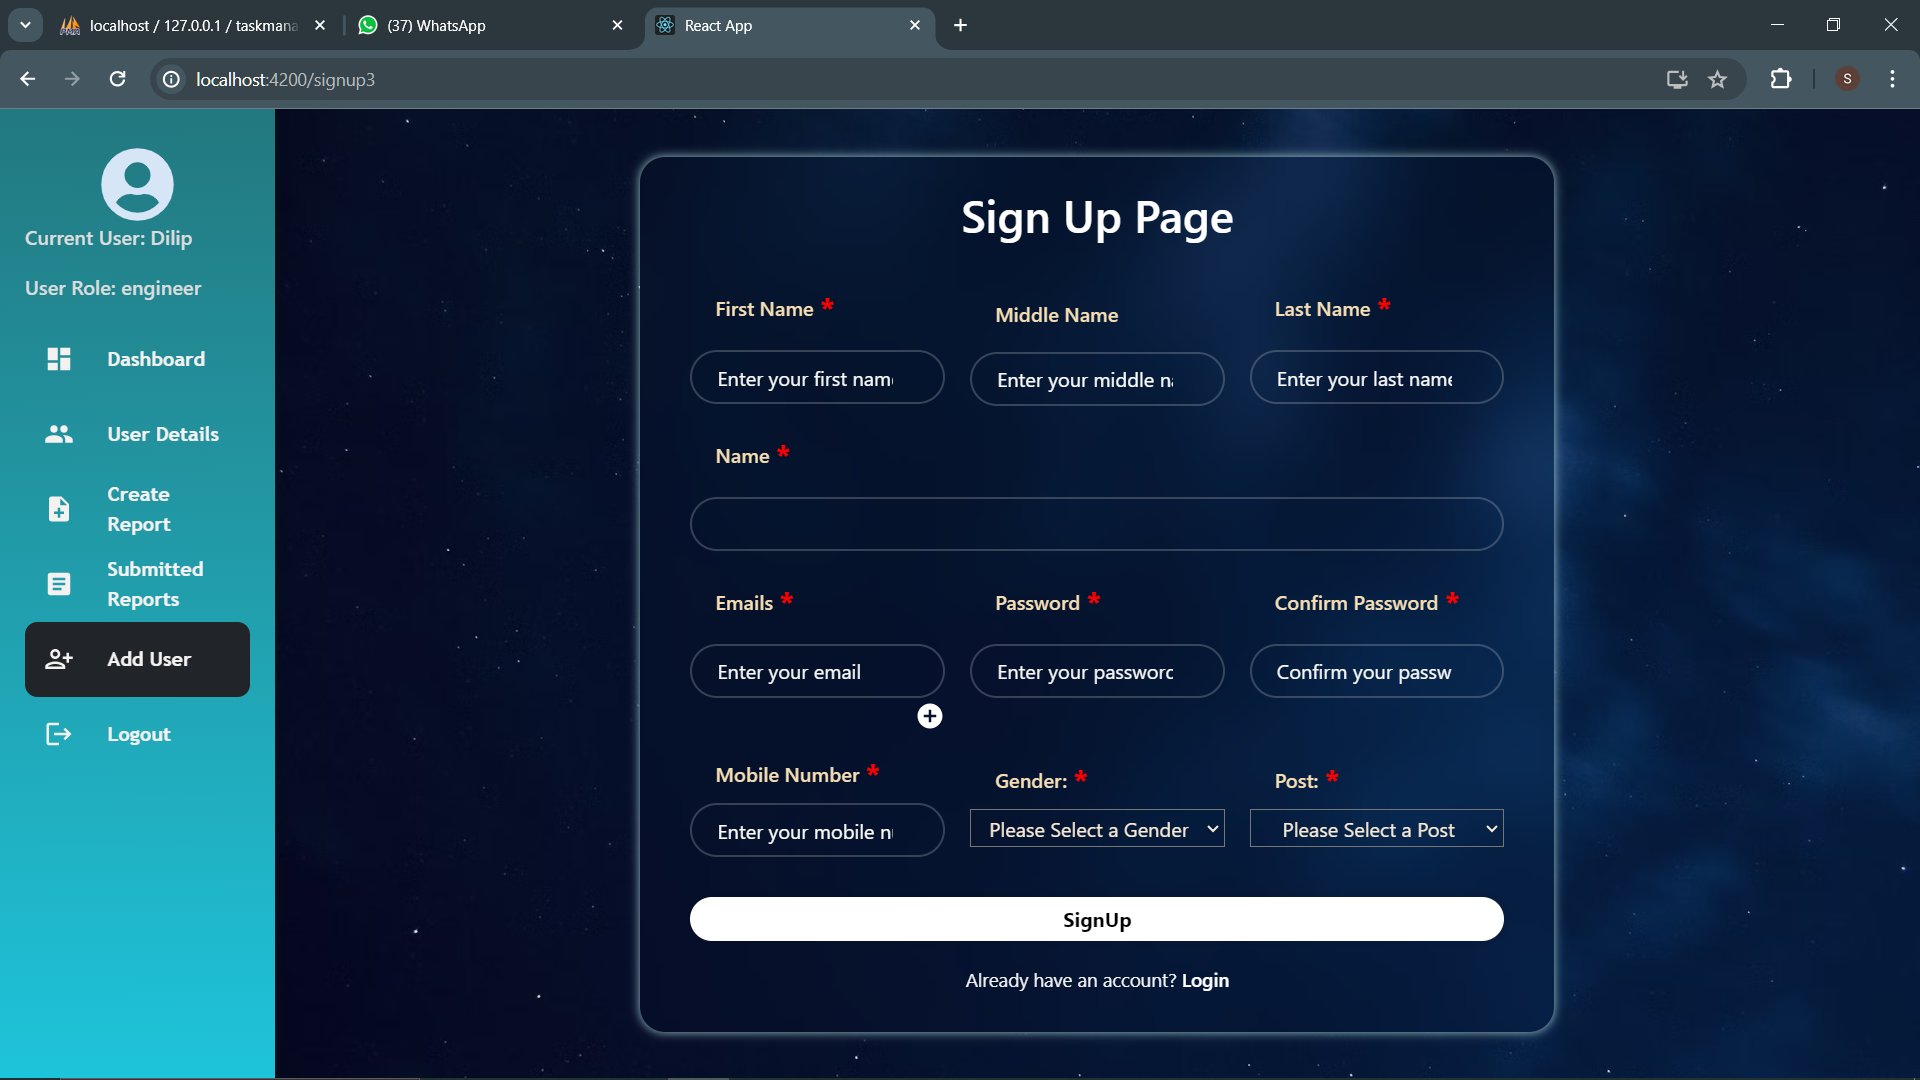 localhost / 127.0.0.1 / taskmana
(37) WhatsApp
React App
localhost:4200/signup3
S
Current User: Dilip
User Role: engineer
Dashboard
User Details
Create
Report
Submitted
Reports
Add User
Logout
Sign Up Page
First Name *
Middle Name
Last Name *
Enter your first nam
Enter your middle na
Enter your last name
Name *
Emails *
Password *
Confirm Password *
Enter your email
Enter your password
Confirm your passw
Mobile Number *
Gender: *
Post: *
Enter your mobile nu
Please Select a Gender
Please Select a Post
SignUp
Already have an account? Login